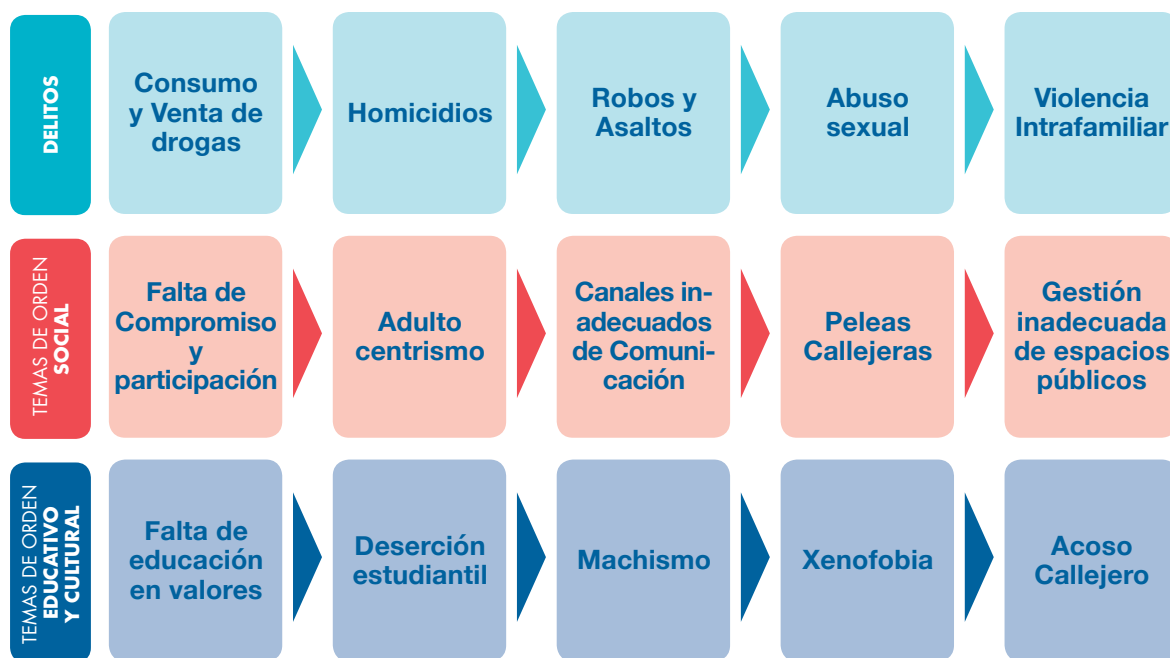 DELITOS
Consumo
y Venta de
drogas
Homicidios
Robos y
Asaltos
Abuso
sexual
Violencia
Intrafamiliar
TEMAS DE ORDEN
SOCIAL
Falta de
Compromiso
y
participación
Adulto
centrismo
Canales in-
adecuados
de Comuni-
cación
Peleas
Callejeras
Gestión
inadecuada
de espacios
públicos
TEMAS DE ORDEN
EDUCATIVO
Y CULTURAL
Falta de
educación
en valores
Deserción
estudiantil
Machismo
Xenofobia
Acoso
Callejero